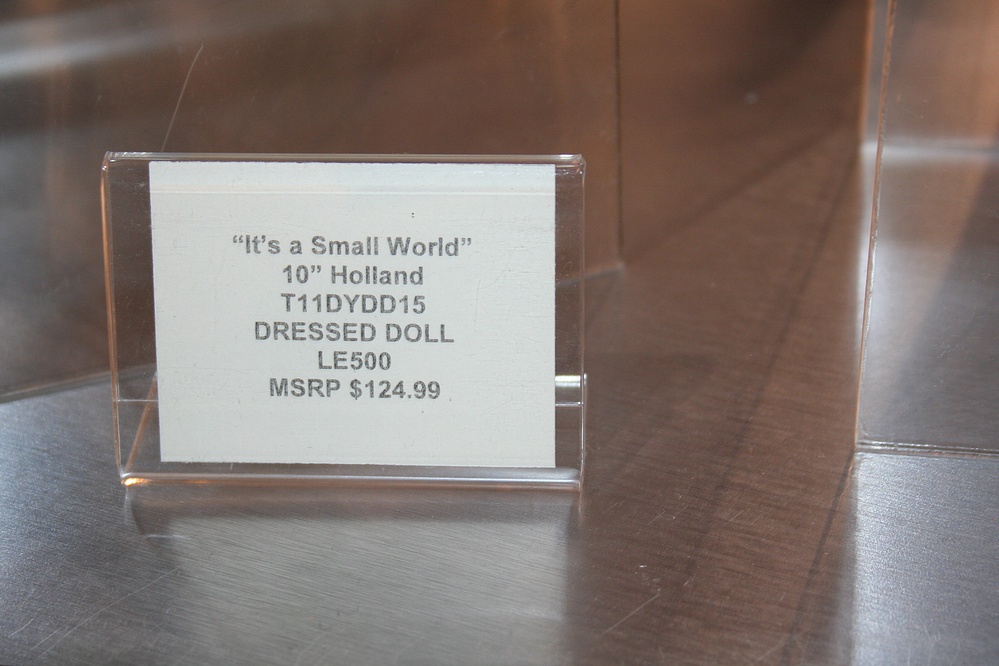 “It’s a Small World”
10” Holland
T11DYDD15
DRESSED DOLL
LE500
MSRP $124.99